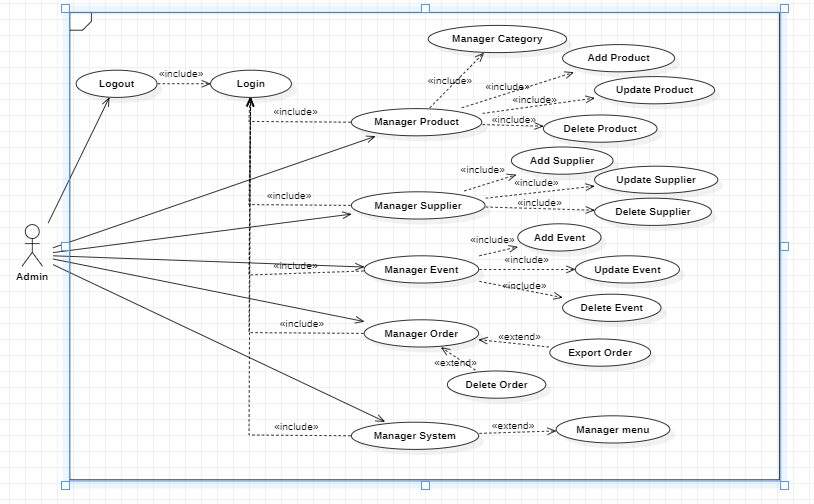 Manager Category
Add Product
«include»
Logout
Login
«include»
«include»
Update Product
«include»
«include»
Manager Product
«include»
Delete Product
Add Supplier
«include»
Update Supplier
«include»
«include»
Manager Supplier
«include»
Delete Supplier
Add Event
«include»
Admin
«include»
«include»
Manager Event
Update Event
«include»
Delete Event
«include»
Manager Order
«extend»
Export Order
«extend»
Delete Order
«include»
Manager System
«extend»
Manager menu